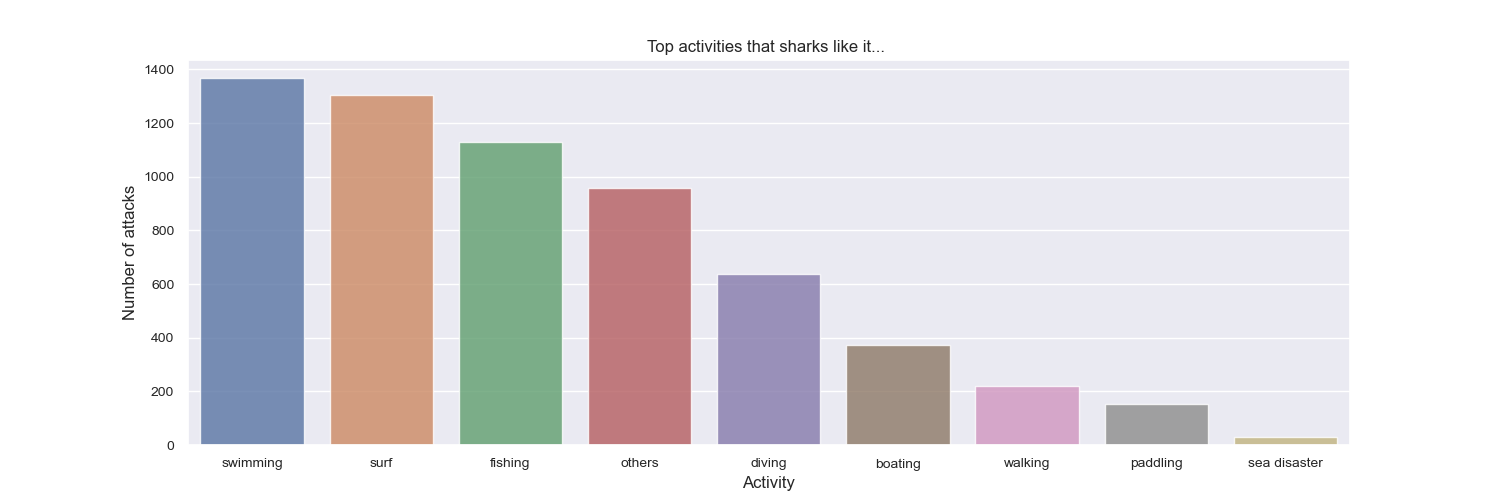 Top activities that sharks like it...
1400
1200
1000
800
600
400
200
0
Number of attacks
swimming surf fishing others diving boating walking paddling sea disaster
Activity